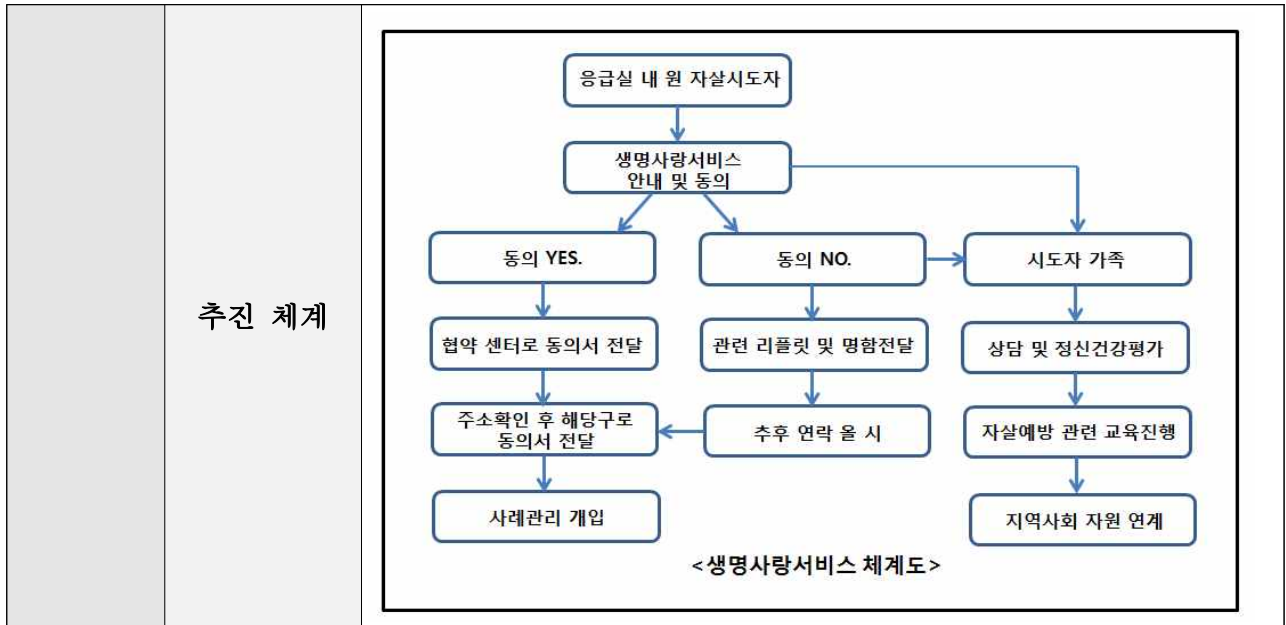 추진 체계
응급실 내 원 자살시도자
생명사랑서비스
안내 및 동의
동의 YES.
동의 NO.
시도자 가족
협약 센터로 동의서 전달
관련 리플릿 및 명함전달
상담 및 정신건강평가
주소확인 후 해당구로
동의서 전달
추후 연락 올 시
자살예방 관련 교육진행
사례관리 개입
지역사회 자원 연계
<생명사랑서비스 체계도>